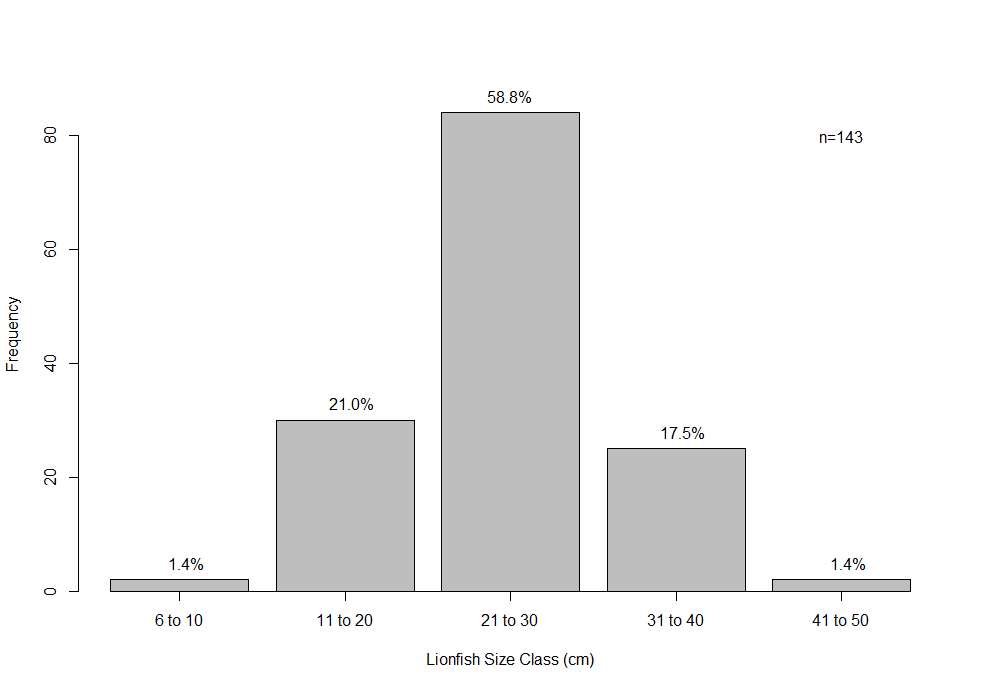 58.8%
80
n=143
60
Frequency
40
21.0%
17.5%
20
1.4%
1.4%
0
6 to 10
11 to 20
21 to 30
31 to 40
41 to 50
Lionfish Size Class (cm)